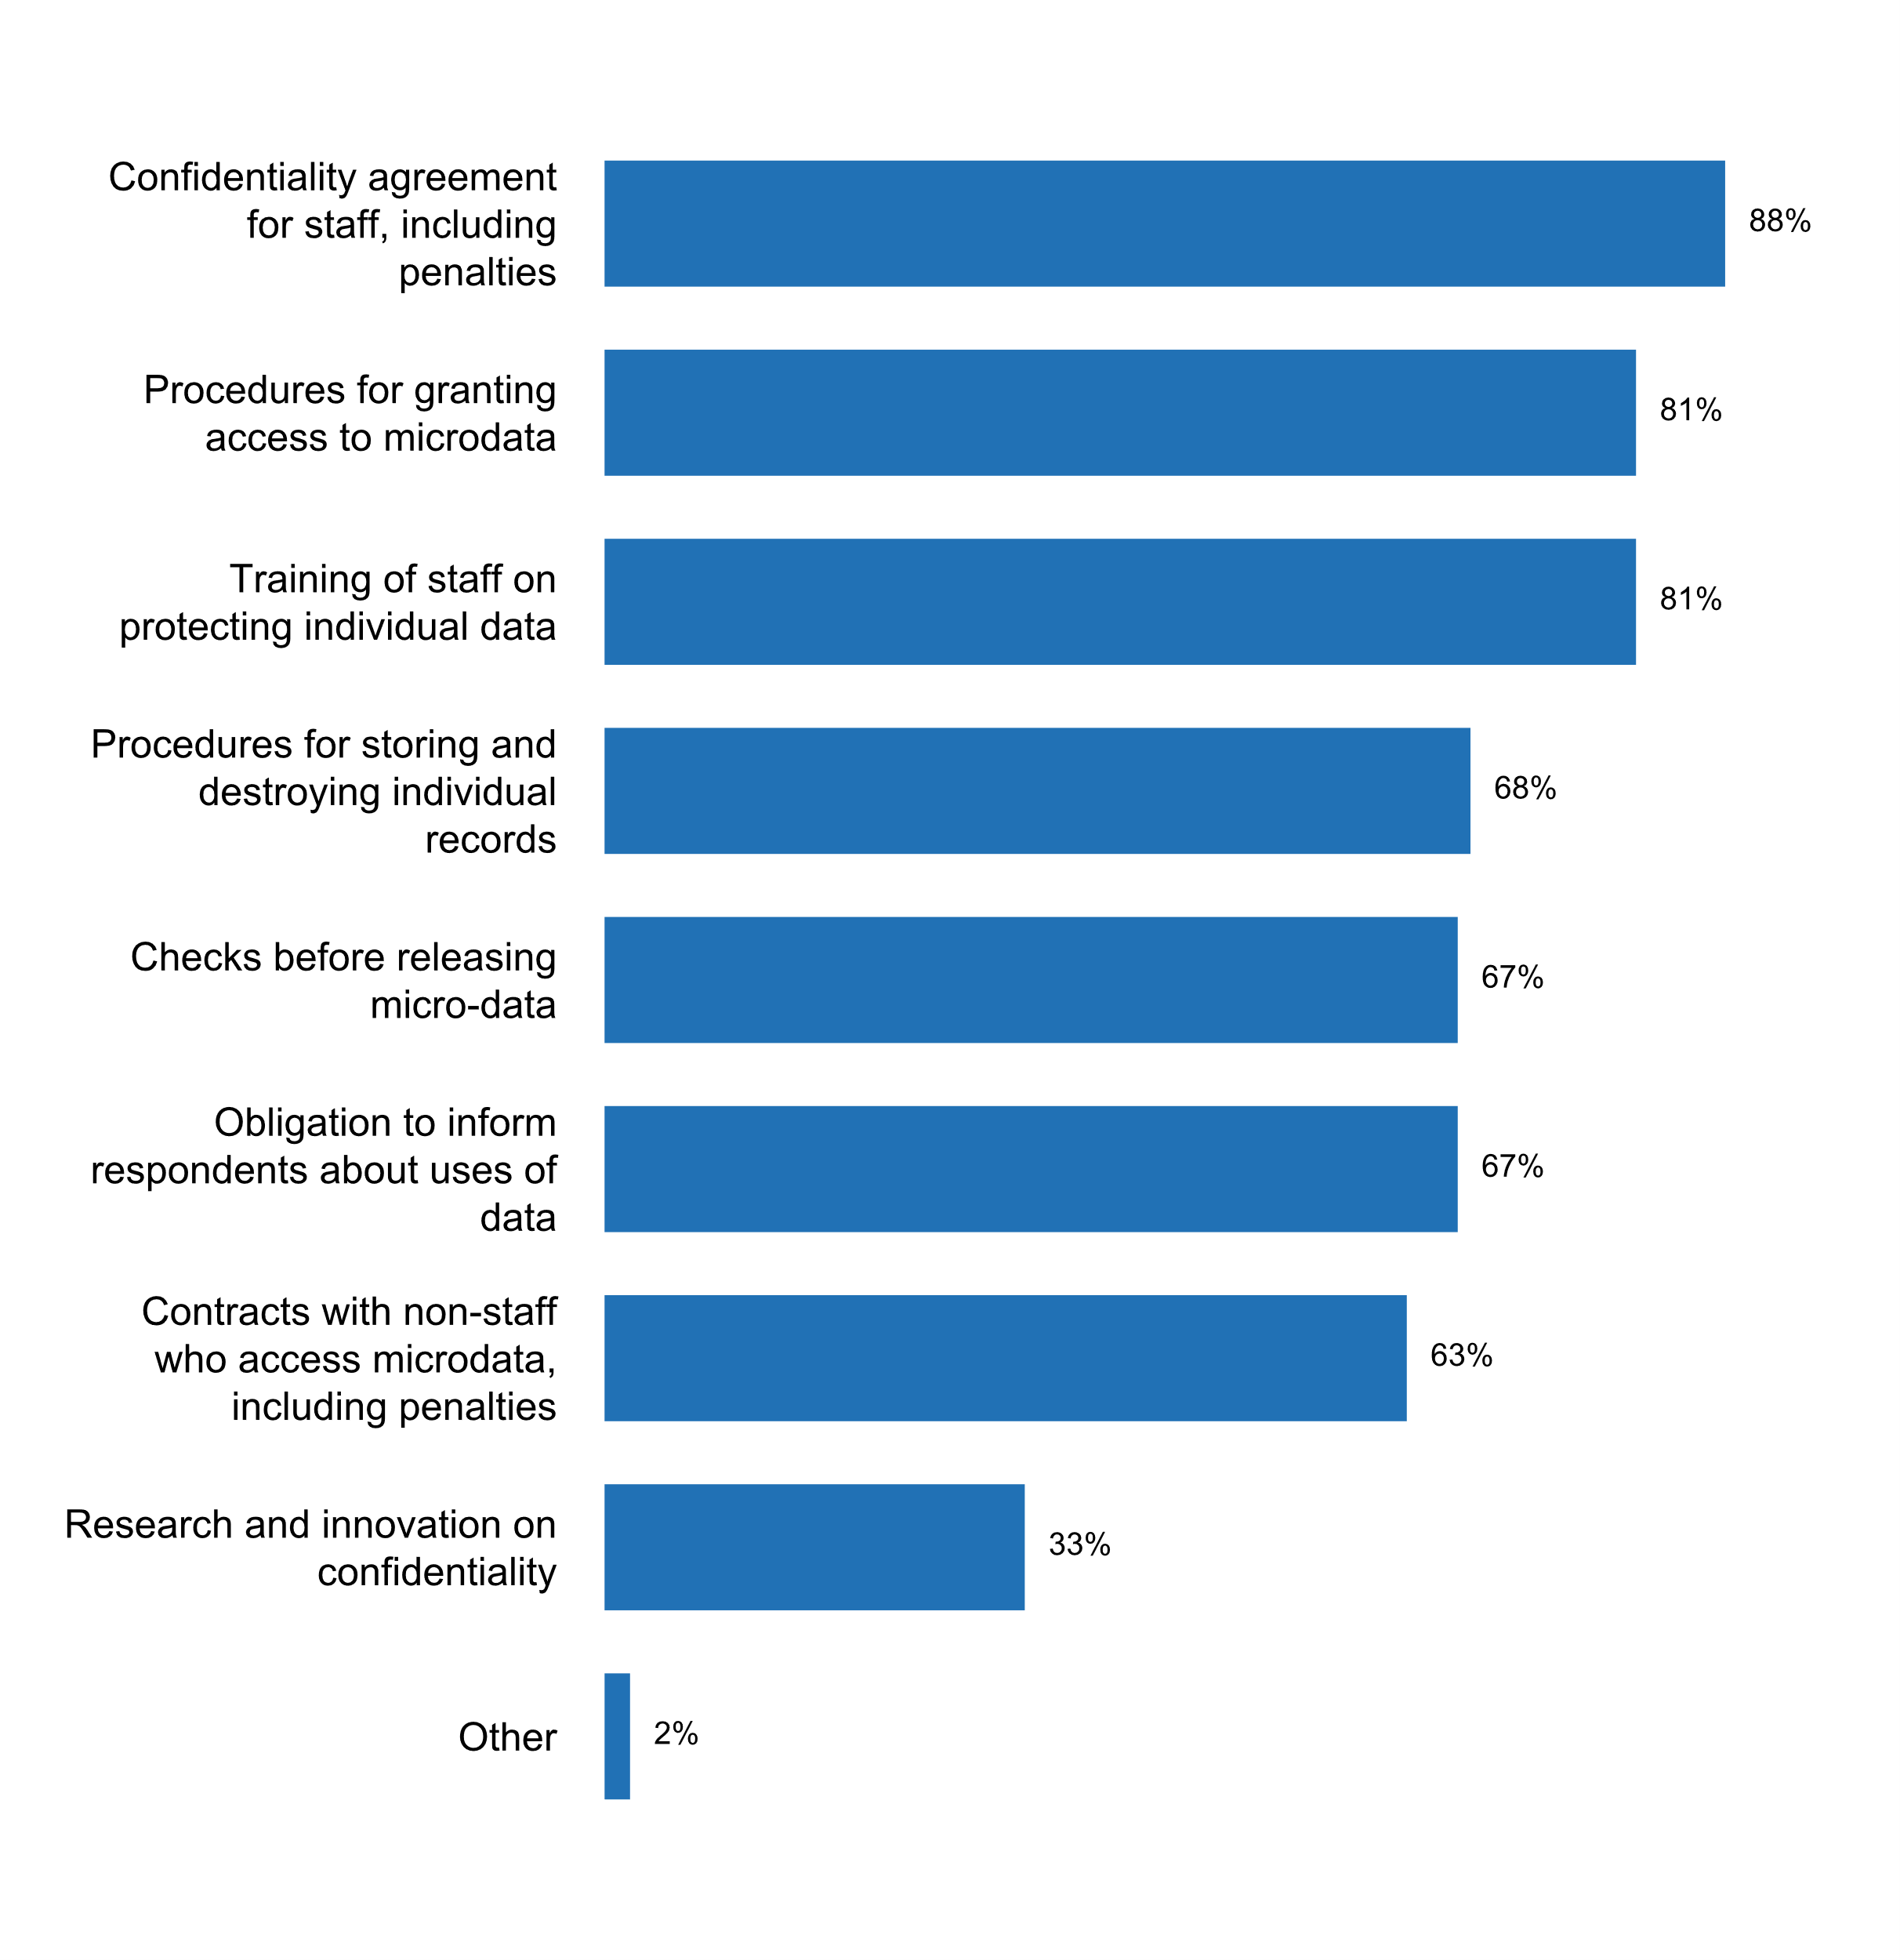 Confidentiality agreement
for staff, including
penalties
88%
Procedures for granting
access to microdata
81%
Training of staff on
protecting individual data
81%
Procedures for storing and
destroying individual
records
68%
Checks before releasing
micro-data
67%
Obligation to inform
respondents about uses of
data
67%
Contracts with non-staff
who access microdata,
including penalties
63%
Research and innovation on
confidentiality
33%
Other
2%